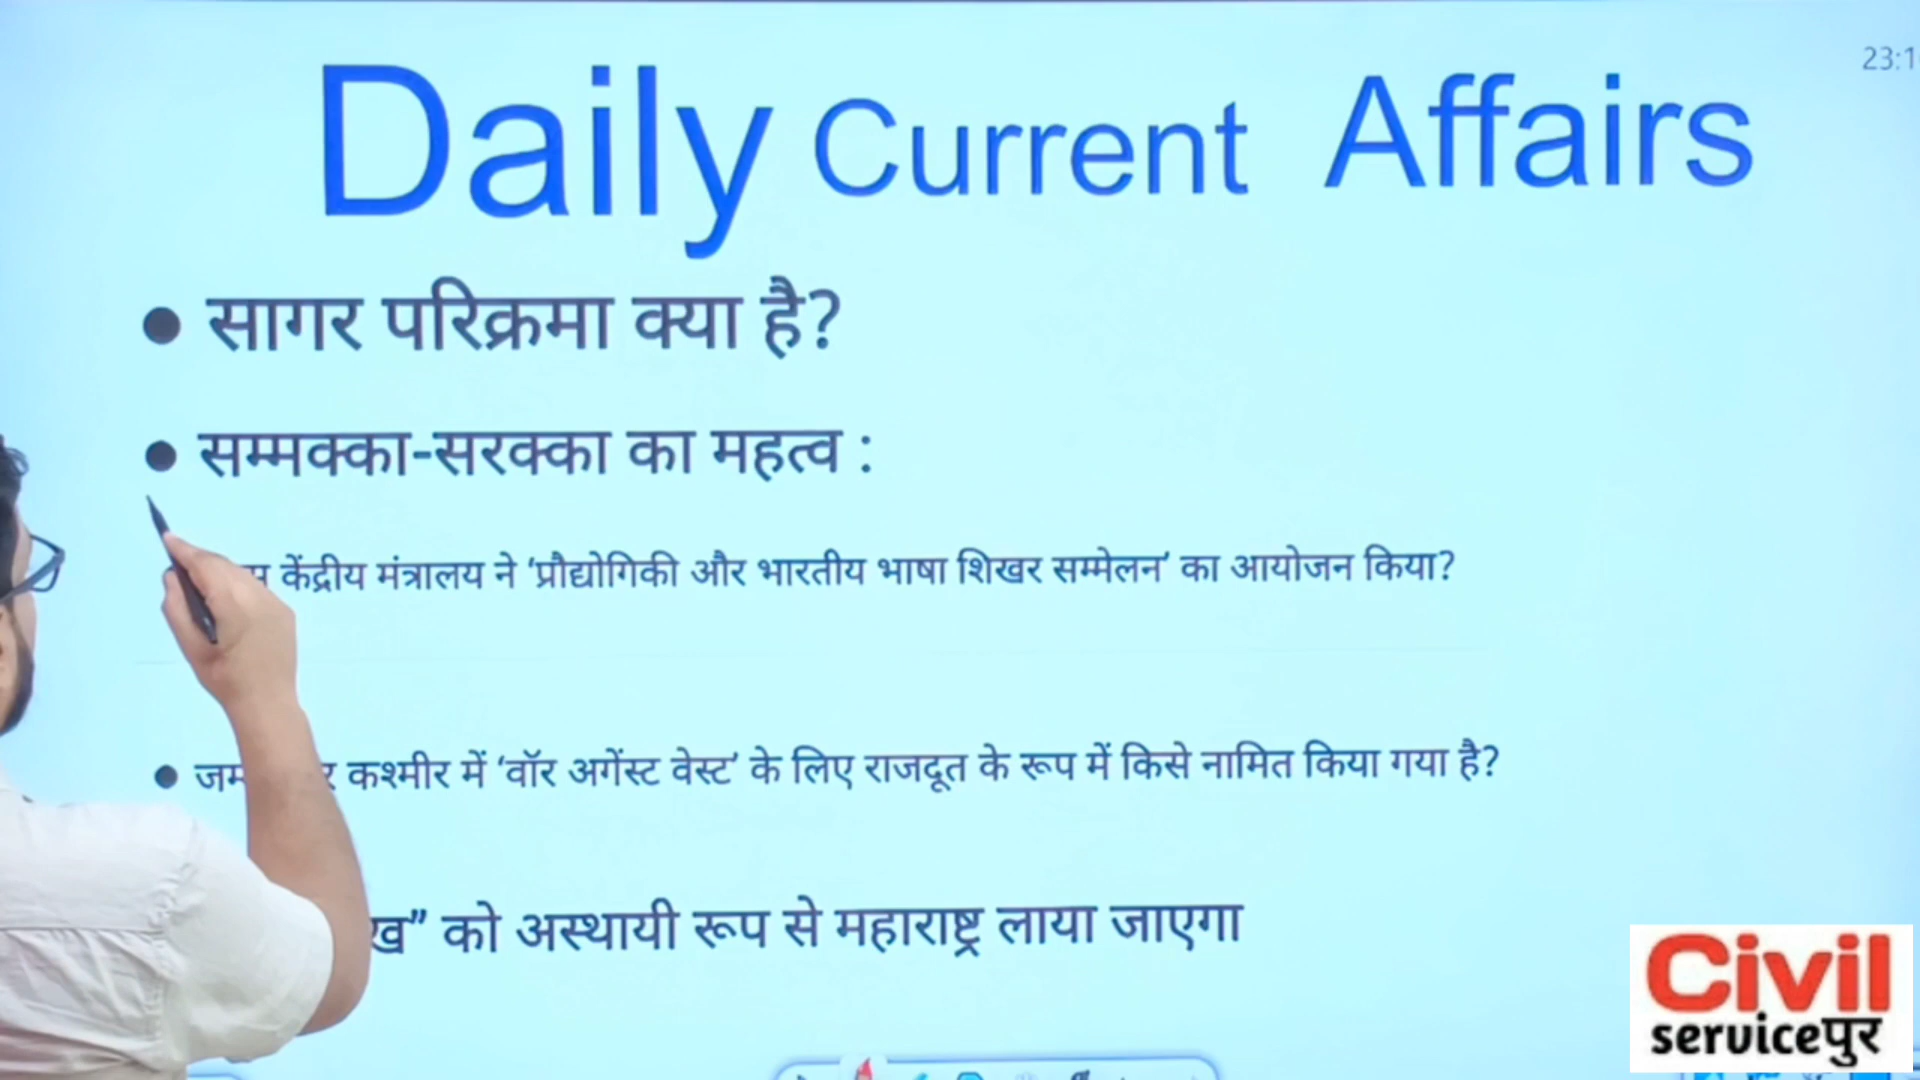 23:1
Daily Current Affairs
• सागर परिक्रमा क्या है?
• सम्मक्का-सरक्का का महत्व :
केंद्रीय मंत्रालय ने ‘प्रौद्योगिकी और भारतीय भाषा शिखर सम्मेलन’ का आयोजन किया?
• कश्मीर में ‘वॉर अगेंस्ट वेस्ट’ के लिए राजदूत के रूप में किसे नामित किया गया है?
को अस्थायी रूप से महाराष्ट्र लाया जाएगा
Civil
serviceपुर